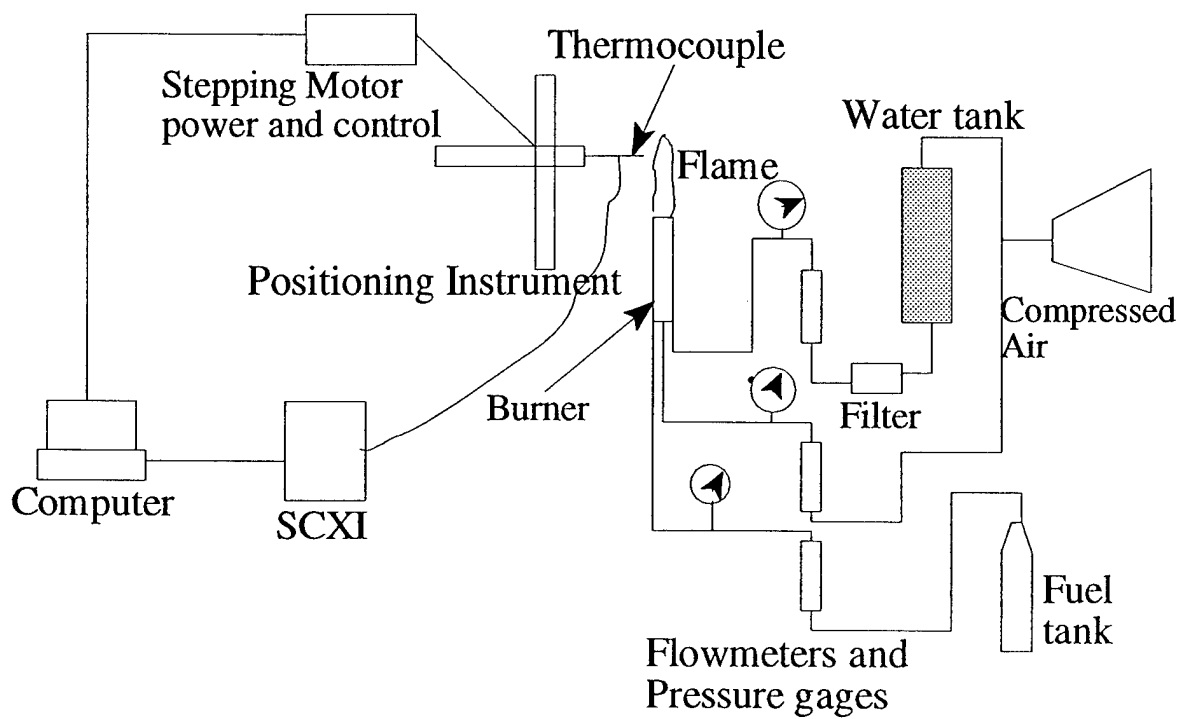 Thermocouple
Stepping Motor
power and control
Water tank
Flame
Positioning Instrument
Compressed
Air
Burner
Filter
Computer
SCXI
Fuel
tank
Flowmeters and
Pressure gages